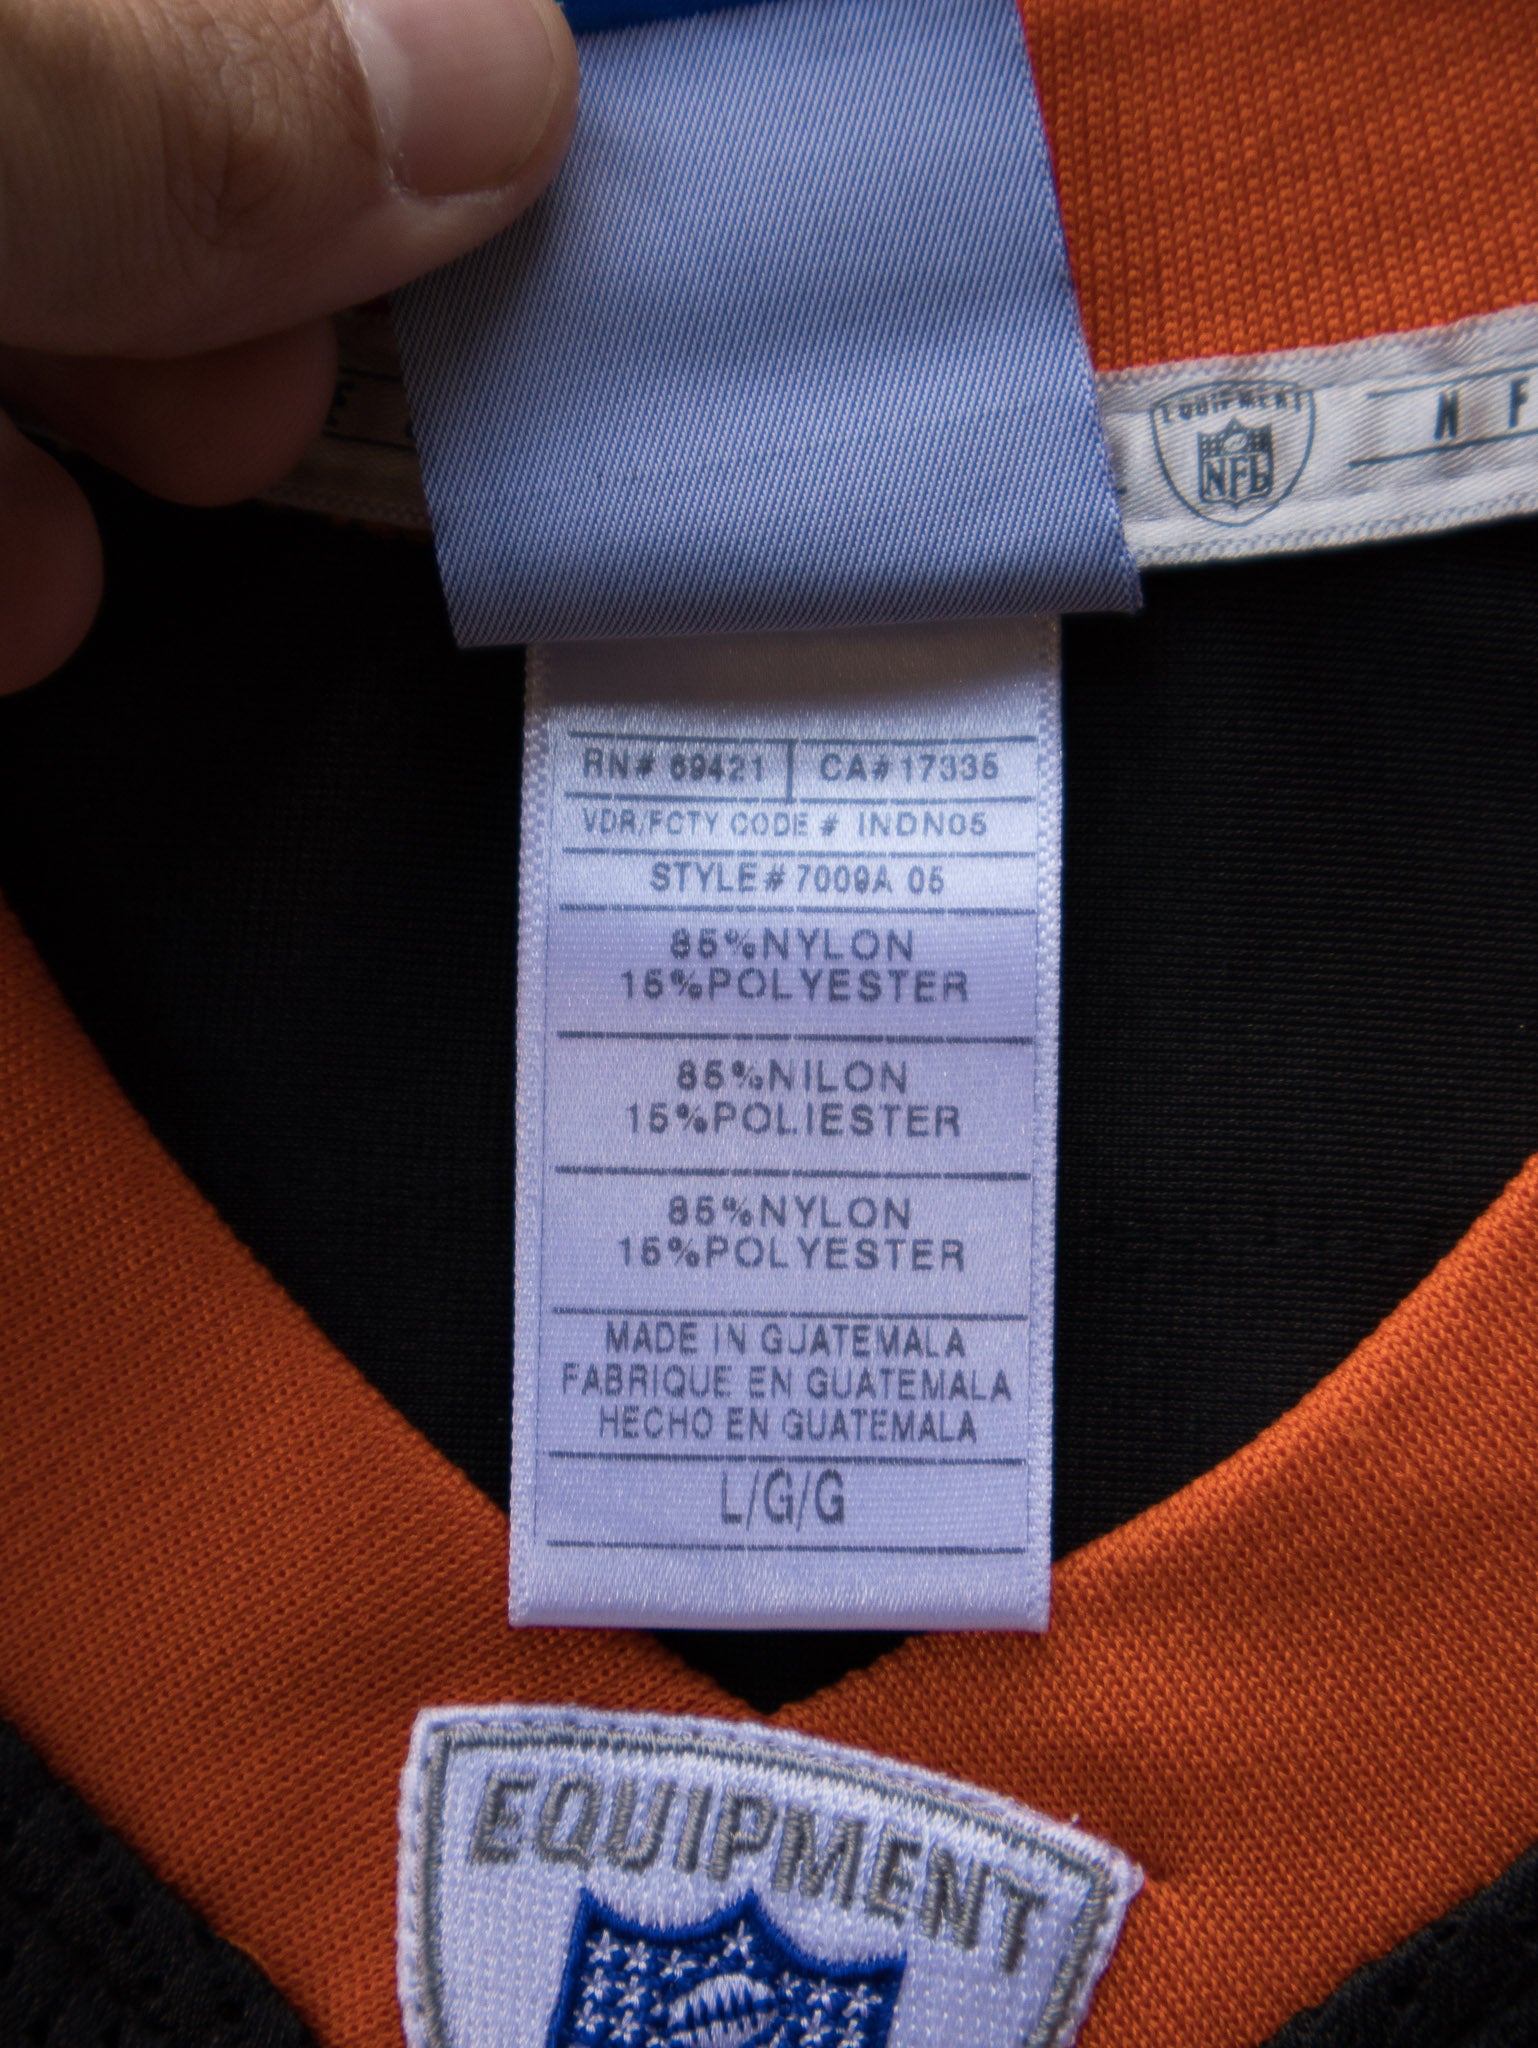 EQUIPMENT
NFL
N F
RN# 69421 CA# 17335
VDR/FCTY CODE # INDN05
STYLE# 7009A 05
85%NYLON
15%POLYESTER
85%NILON
15%POLIESTER
85%NYLON
15%POLYESTER
MADE IN GUATEMALA
FABRIQUE EN GUATEMALA
HECHO EN GUATEMALA
L/G/G
EQUIPMENT